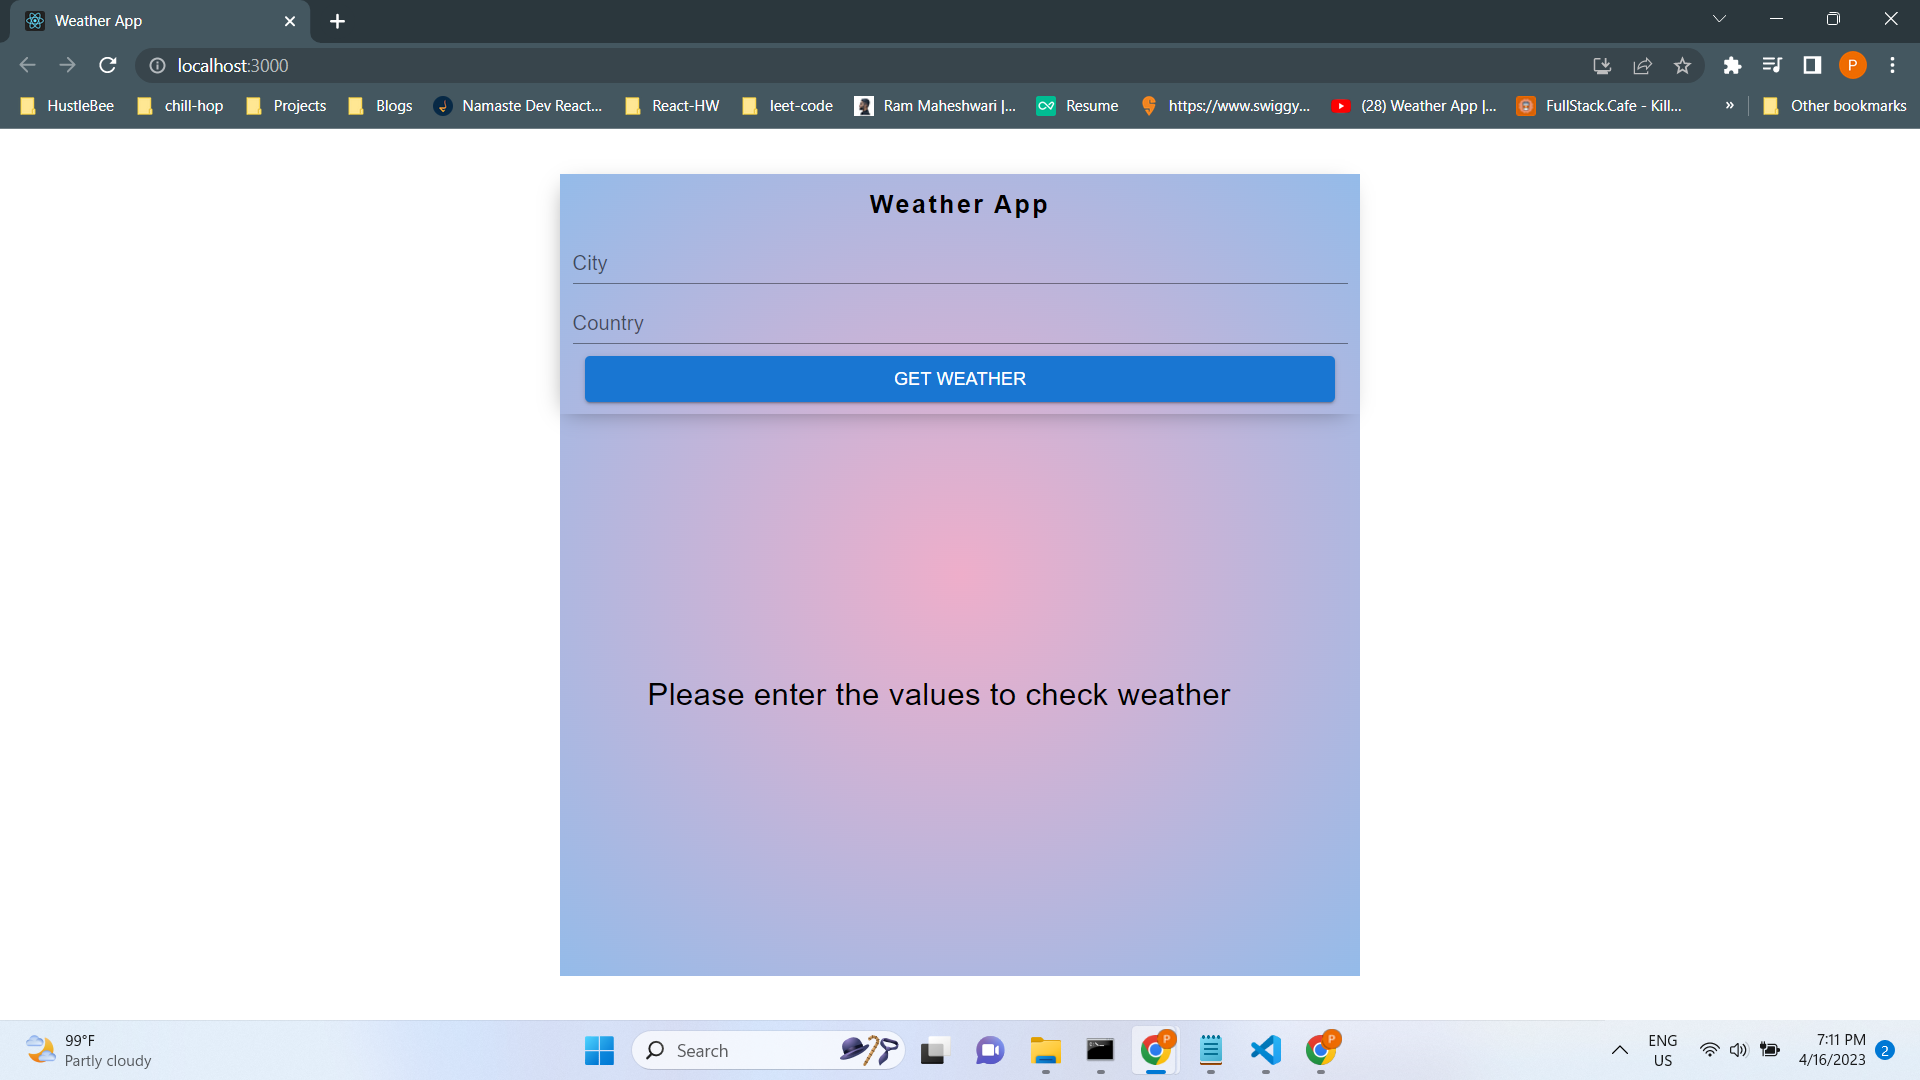 Weather App
localhost:3000
HustleBee chill-hop Projects Blogs Namaste Dev React... React-HW leet-code Ram Maheshwari |... Resume https://www.swiggy... (28) Weather App |... FullStack.Cafe - Kill... » Other bookmarks
P
Weather App
City
Country
GET WEATHER
Please enter the values to check weather
99°F
Partly cloudy
Search
P
P
ENG
US
7:11 PM
4/16/2023
2